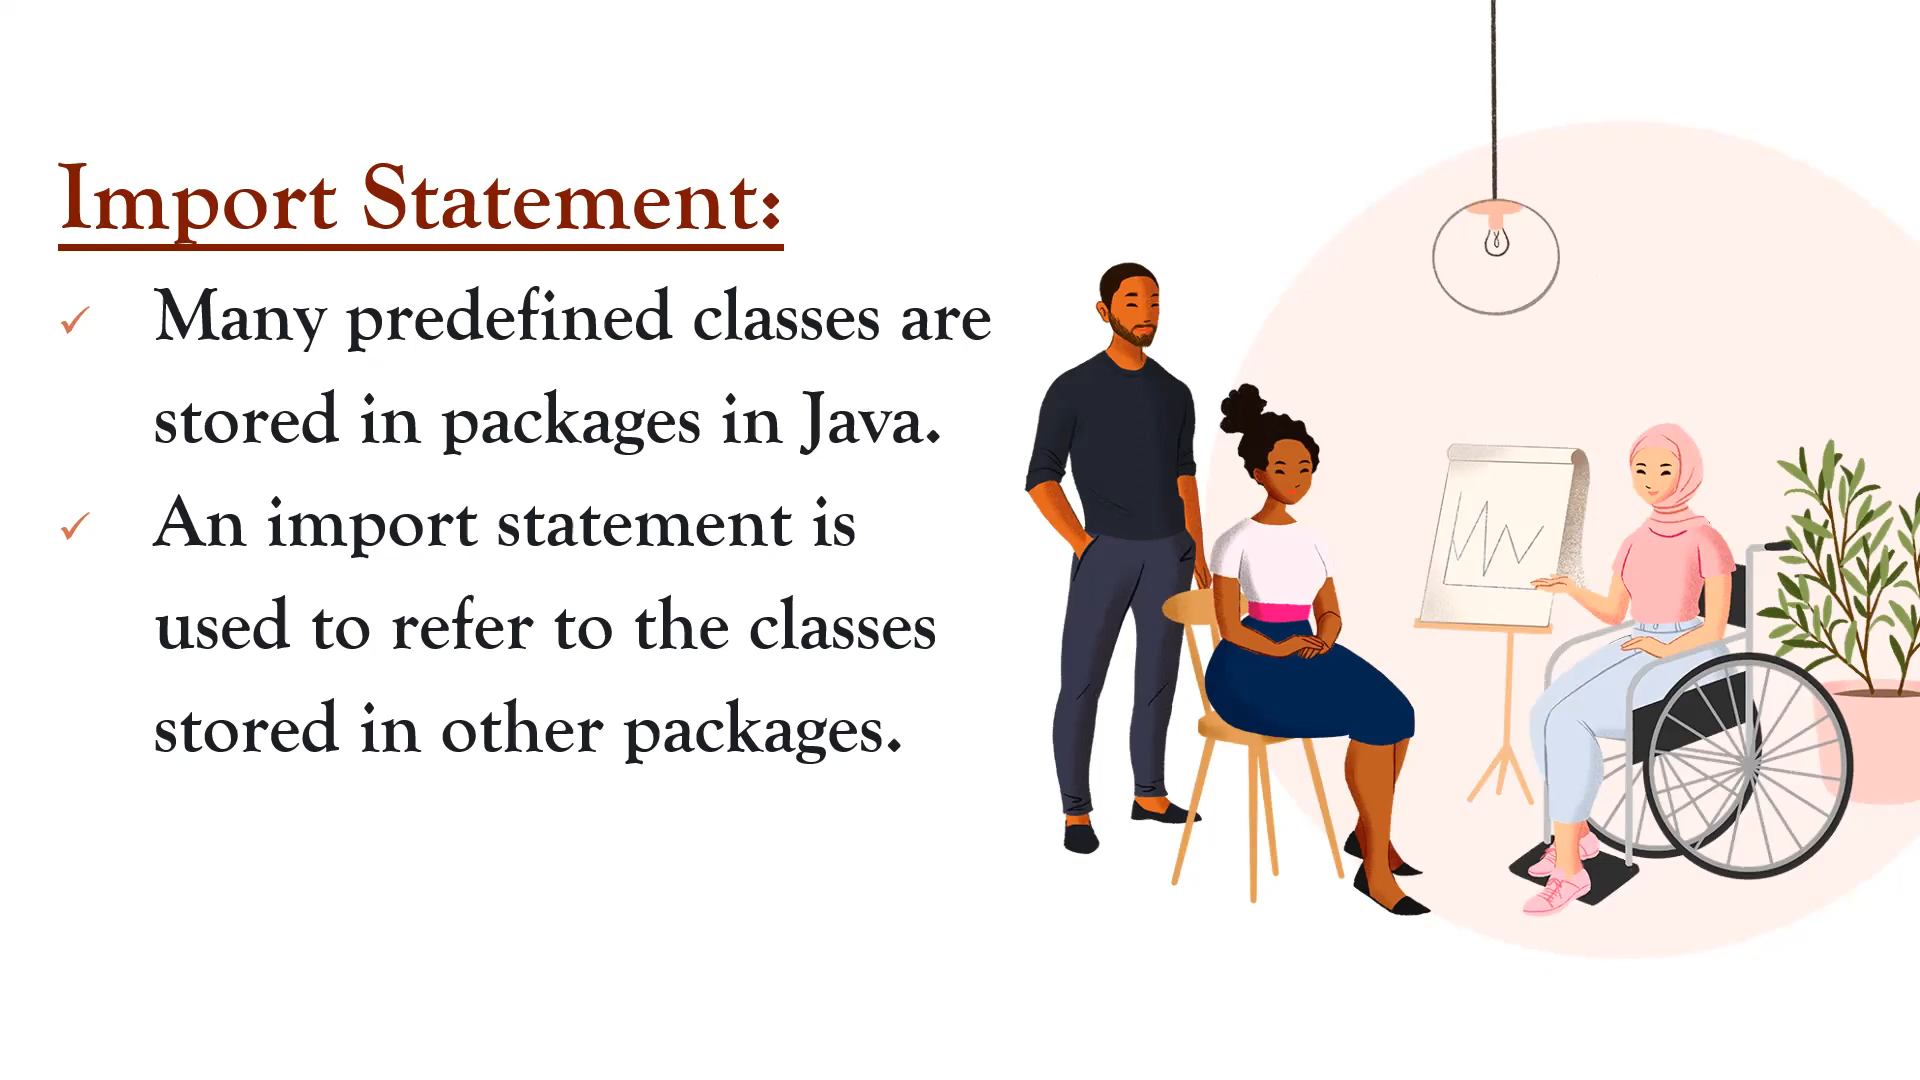 Import Statement:
✓ Many predefined classes are
stored in packages in Java.
✓ An import statement is
used to refer to the classes
stored in other packages.